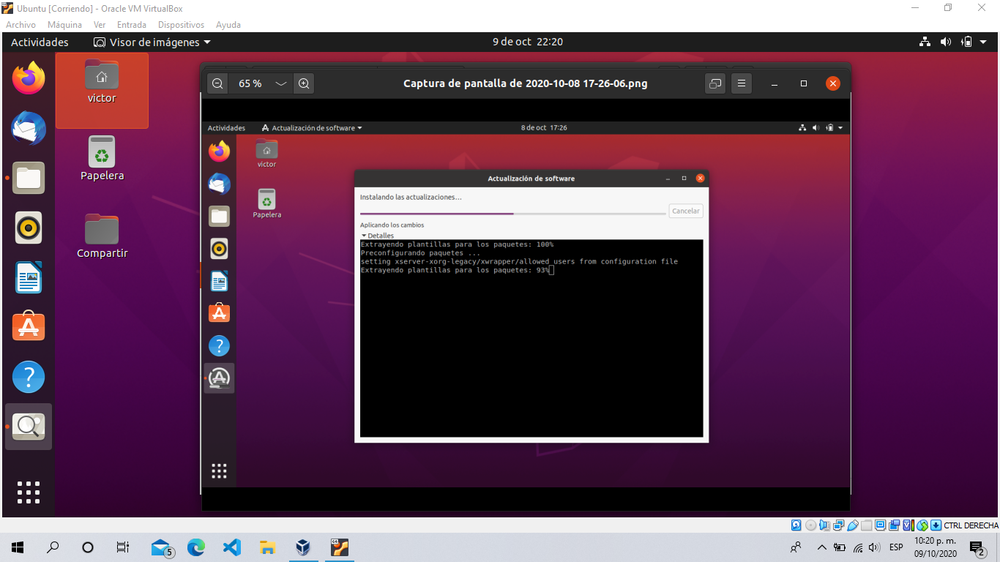 Ubuntu [Corriendo] - Oracle VM VirtualBox
Archivo Máquina Ver Entrada Dispositivos Ayuda
Actividades Visor de imágenes 9 de oct 22:20
65 % Captura de pantalla de 2020-10-08 17-26-06.png
victor
Papelera
Compartir
Actividades Actualización de software 8 de oct 17:26
victor
Papelera
Actualización de software
Instalando las actualizaciones…
Cancelar
Aplicando los cambios
Detalles
Extrayendo plantillas para los paquetes: 100%
Preconfigurando paquetes ...
setting xserver-xorg-legacy/xwrapper/allowed_users from configuration file
Extrayendo plantillas para los paquetes: 93%
CTRL DERECHA
5
ESP
10:20 p. m.
09/10/2020
2